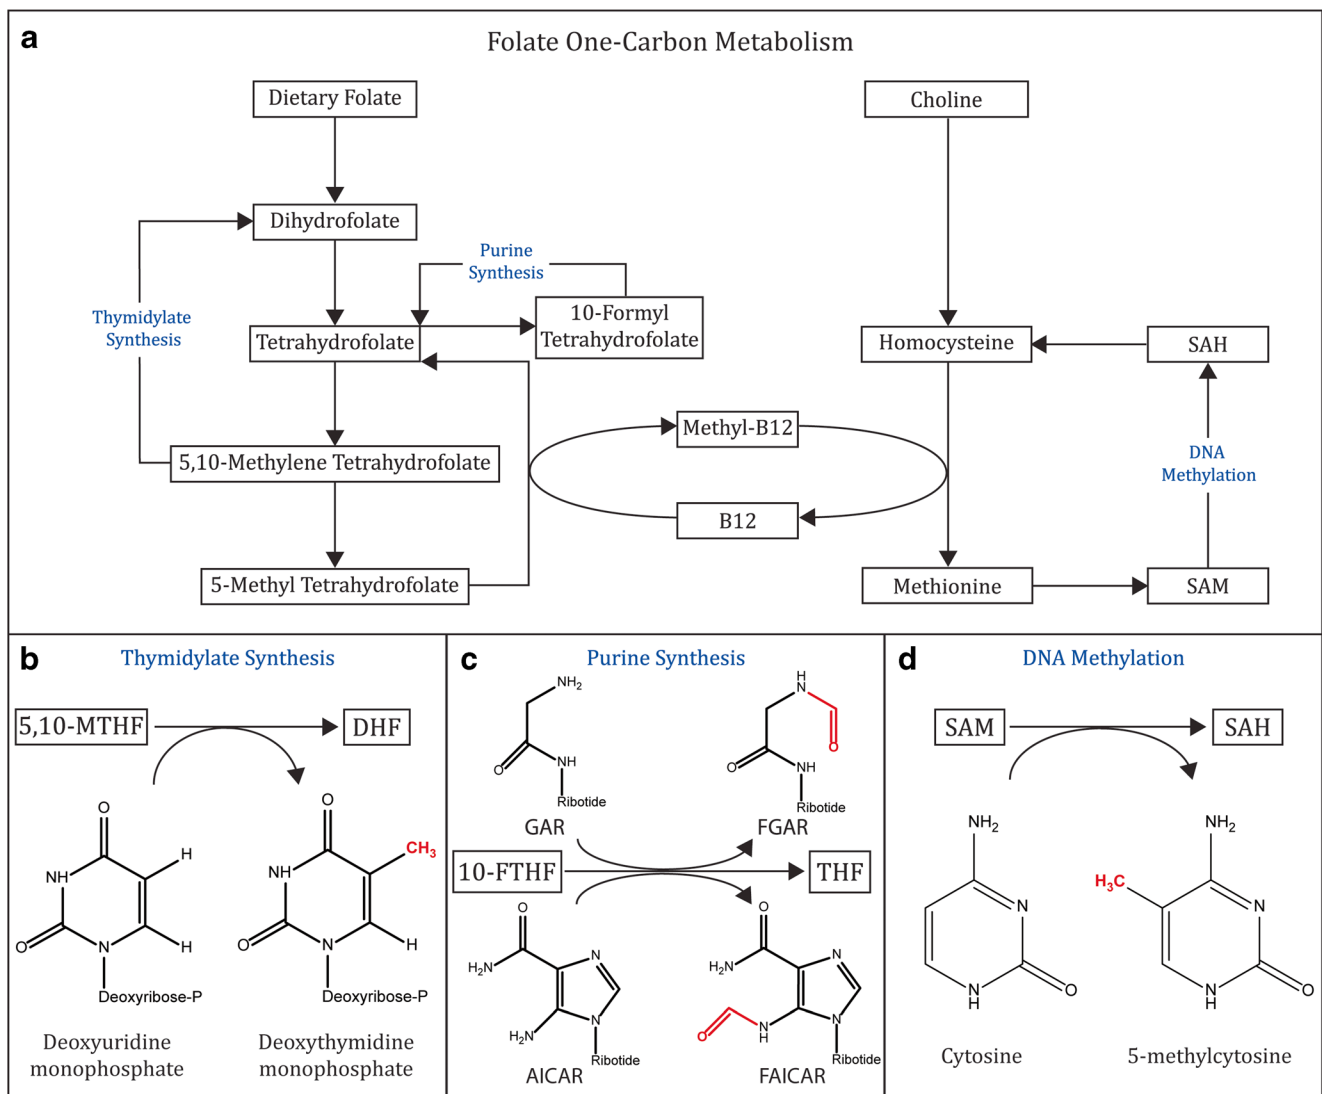 a
Folate One-Carbon Metabolism
Dietary Folate
Choline
Dihydrofolate
Purine
Synthesis
Thymidylate
Synthesis
10-Formyl
Tetrahydrofolate
Tetrahydrofolate
Homocysteine
SAH
Methyl-B12
DNA
Methylation
5,10-Methylene Tetrahydrofolate
B12
5-Methyl Tetrahydrofolate
Methionine
SAM
b
Thymidylate Synthesis
5,10-MTHF
DHF
O
NH
H
O
N
H
Deoxyribose-P
O
NH
CH3
O
N
H
Deoxyribose-P
Deoxyuridine
monophosphate
Deoxythymidine
monophosphate
c
Purine Synthesis
NH2
O
NH
Ribotide
GAR
H
N
O
O
NH
Ribotide
FGAR
10-FTHF
THF
O
H2N
N
H2N
N
Ribotide
AICAR
O
H2N
N
O
N
H
N
Ribotide
FAICAR
d
DNA Methylation
SAM
SAH
NH2
N
N
H
O
Cytosine
NH2
H3C
N
N
H
O
5-methylcytosine